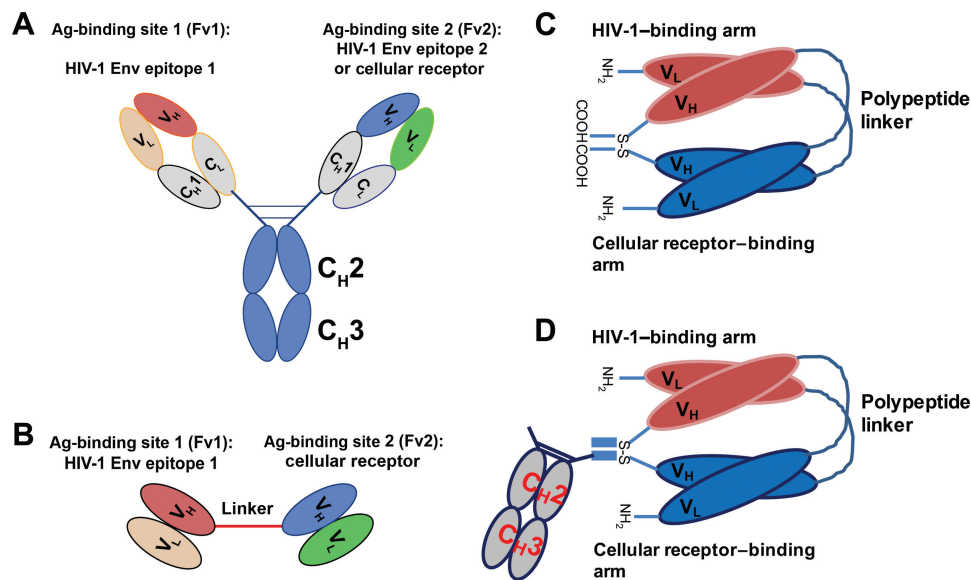 A
Ag-binding site 1 (Fv1):
HIV-1 Env epitope 1
Ag-binding site 2 (Fv2):
HIV-1 Env epitope 2
or cellular receptor
VH
VL
CL
CH1
VH
VL
CH1
CL
CH2
CH3
B
Ag-binding site 1 (Fv1):
HIV-1 Env epitope 1
Ag-binding site 2 (Fv2):
cellular receptor
VH
VL
Linker
VH
VL
C
HIV-1–binding arm
NH2
VL
VH
COOH
COOH
S-S
VH
VL
NH2
Polypeptide
linker
Cellular receptor–binding
arm
D
HIV-1–binding arm
NH2
VL
VH
S-S
VH
VL
NH2
Polypeptide
linker
CH2
CH3
Cellular receptor–binding
arm